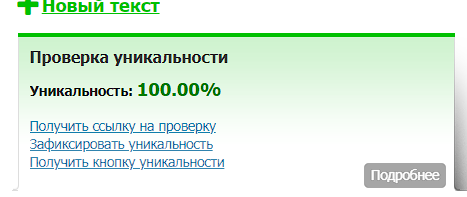 Новый текст
Проверка уникальности
Уникальность: 100.00%
Получить ссылку на проверку
Зафиксировать уникальность
Получить кнопку уникальности
Подробнее